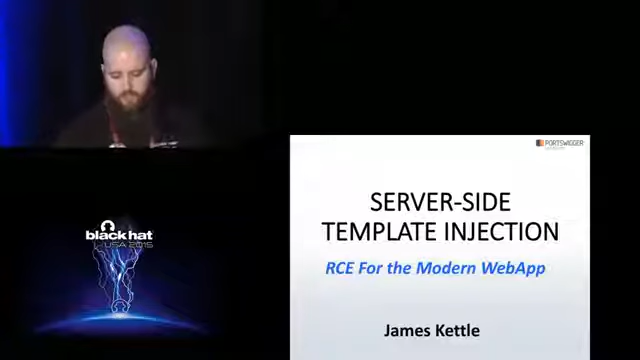 PORTSWIGGER
SERVER-SIDE
TEMPLATE INJECTION
RCE For the Modern WebApp
James Kettle
black hat
USA 2015